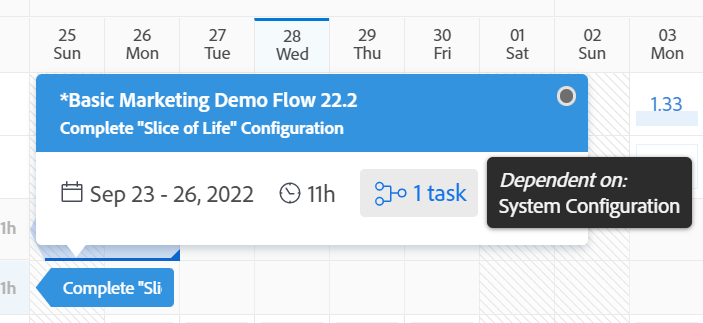 25 26 27 28 29 30 01 02 03
Sun Mon Tue Wed Thu Fri Sat Sun Mon
*Basic Marketing Demo Flow 22.2
Complete "Slice of Life" Configuration
1.33
Sep 23 - 26, 2022 11h 1 task
Dependent on:
System Configuration
1h
1h
Complete "Sli